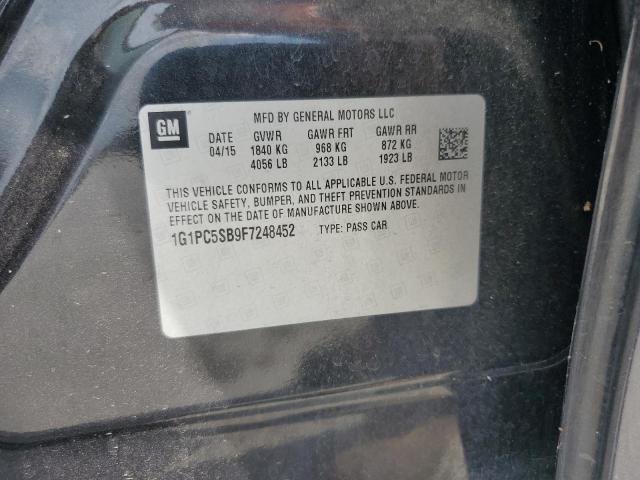 MFD BY GENERAL MOTORS LLC
GM
DATE GVWR GAWR FRT GAWR RR
04/15 1840 KG 968 KG 872 KG
4056 LB 2133 LB 1923 LB
THIS VEHICLE CONFORMS TO ALL APPLICABLE U.S. FEDERAL MOTOR
VEHICLE SAFETY, BUMPER, AND THEFT PREVENTION STANDARDS IN
EFFECT ON THE DATE OF MANUFACTURE SHOWN ABOVE.
1G1PC5SB9F7248452 TYPE: PASS CAR